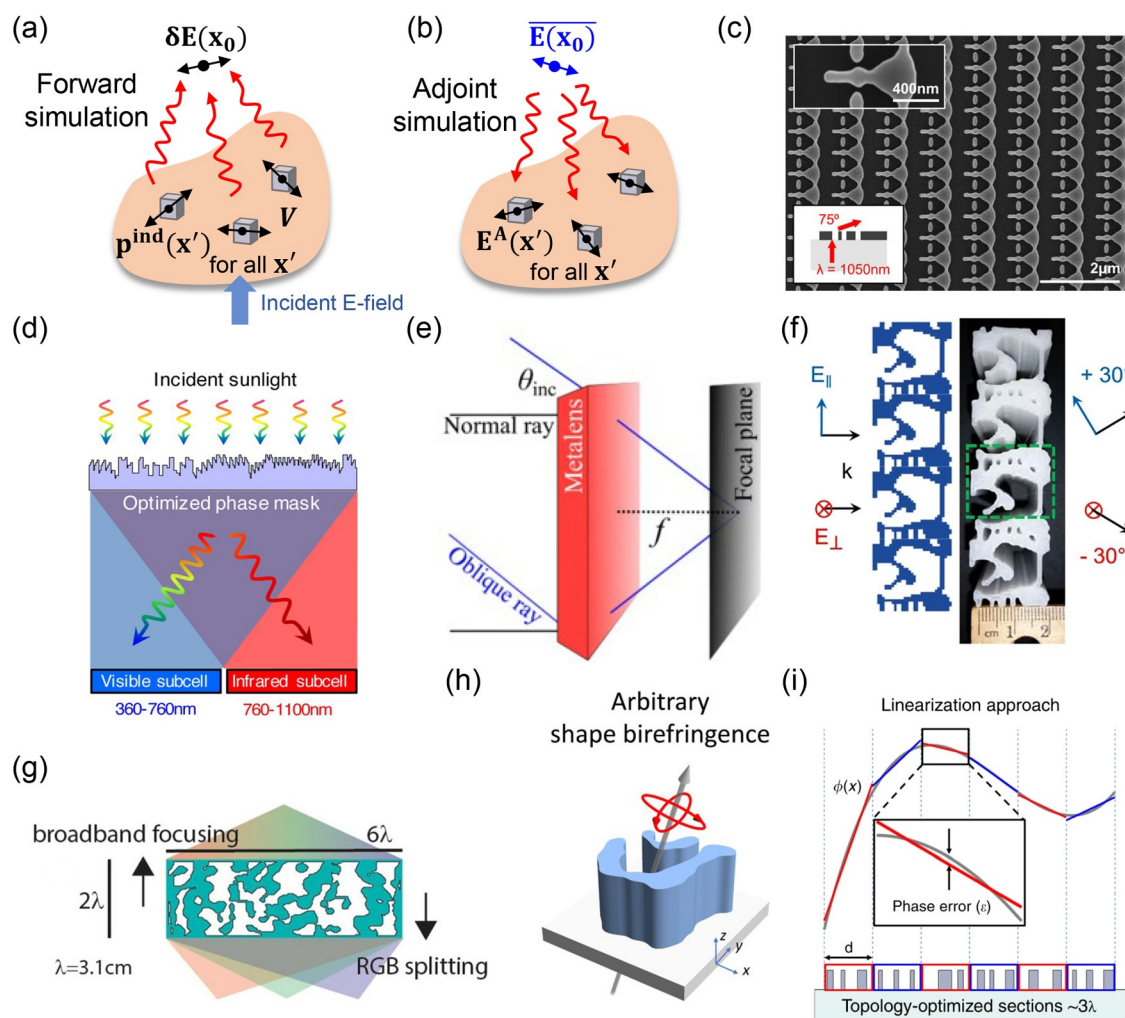 (a)
δE(x₀)
Forward
simulation
pⁱⁿᵈ(x′)
V
for all x′
Incident E-field
(b)
E(x₀)
Adjoint
simulation
Eᴬ(x′)
for all x′
(c)
400nm
75º
λ = 1050nm
2μm
(d)
Incident sunlight
Optimized phase mask
Visible subcell
Infrared subcell
360-760nm
760-1100nm
(e)
θinc
Normal ray
Metalens
Focal plane
f
Oblique ray
(f)
E∥
k
E⊥
+ 30°
- 30°
cm 1 2
(g)
broadband focusing
6λ
2λ
λ=3.1cm
RGB splitting
(h)
Arbitrary
shape birefringence
z
y
x
(i)
Linearization approach
ϕ(x)
Phase error (ε)
d
Topology-optimized sections ~3λ